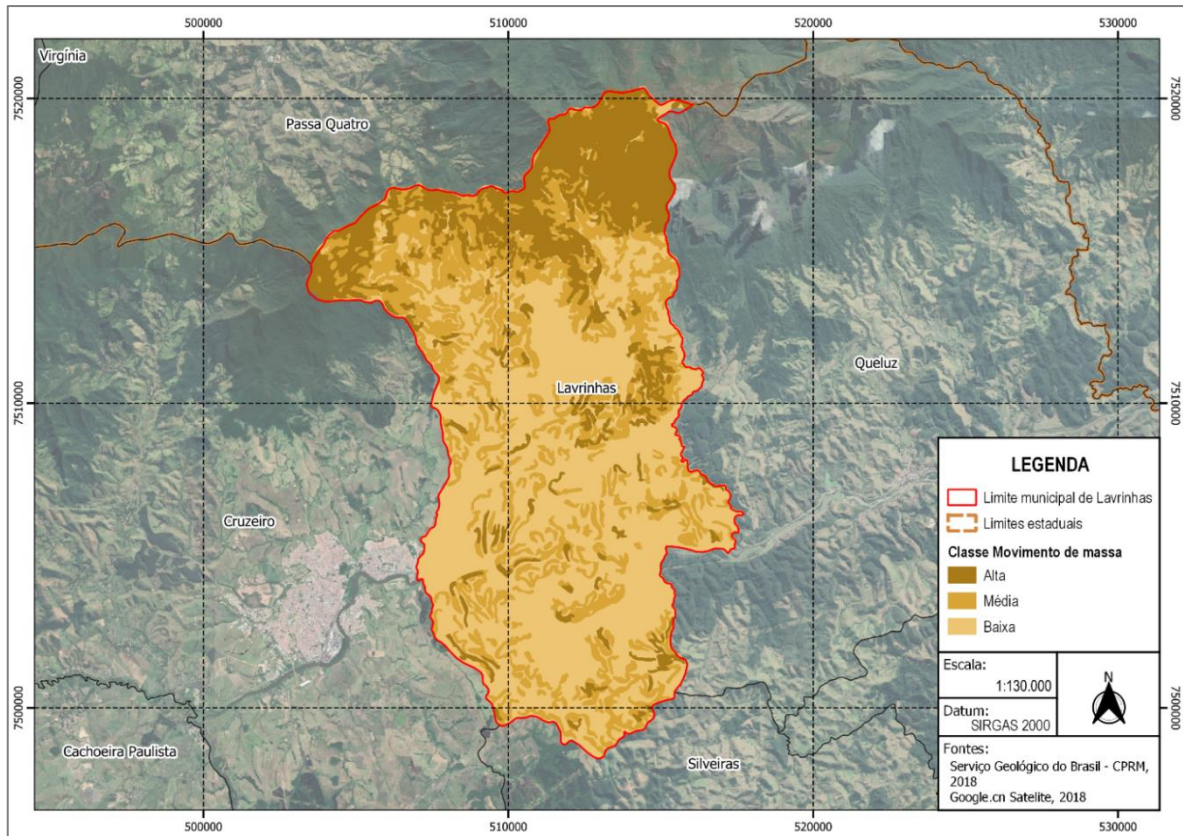 500000
510000
520000
530000
Virgínia
7520000
7520000
Passa Quatro
Queluz
Lavrinhas
7510000
7510000
Cruzeiro
LEGENDA
Limite municipal de Lavrinhas
Limites estaduais
Classe Movimento de massa
Alta
Média
Baixa
Escala:
1:130.000
N
Datum:
SIRGAS 2000
Fontes:
Serviço Geológico do Brasil - CPRM,
2018
Google.cn Satelite, 2018
7500000
7500000
Cachoeira Paulista
Silveiras
500000
510000
520000
530000